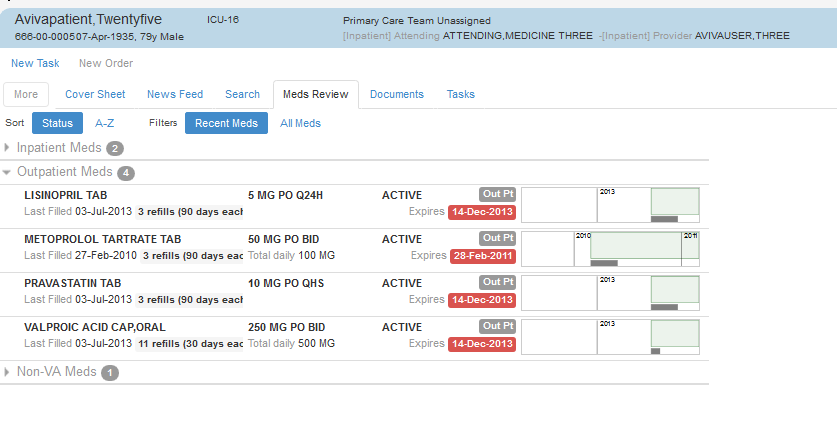 Avivapatient,Twentyfive ICU-16 Primary Care Team Unassigned
666-00-000507-Apr-1935, 79y Male [Inpatient] Attending ATTENDING,MEDICINE THREE -[Inpatient] Provider AVIVAUSER,THREE
New Task New Order
More Cover Sheet News Feed Search Meds Review Documents Tasks
Sort Status A-Z Filters Recent Meds All Meds
Inpatient Meds 2
Outpatient Meds 4
LISINOPRIL TAB 5 MG PO Q24H ACTIVE Out Pt 2013
Last Filled 03-Jul-2013 3 refills (90 days each Expires 14-Dec-2013
METOPROLOL TARTRATE TAB 50 MG PO BID ACTIVE Out Pt 2010 2011
Last Filled 27-Feb-2010 3 refills (90 days eac Total daily 100 MG Expires 28-Feb-2011
PRAVASTATIN TAB 10 MG PO QHS ACTIVE Out Pt 2013
Last Filled 03-Jul-2013 3 refills (90 days each Expires 14-Dec-2013
VALPROIC ACID CAP,ORAL 250 MG PO BID ACTIVE Out Pt 2013
Last Filled 03-Jul-2013 11 refills (30 days eac Total daily 500 MG Expires 14-Dec-2013
Non-VA Meds 1